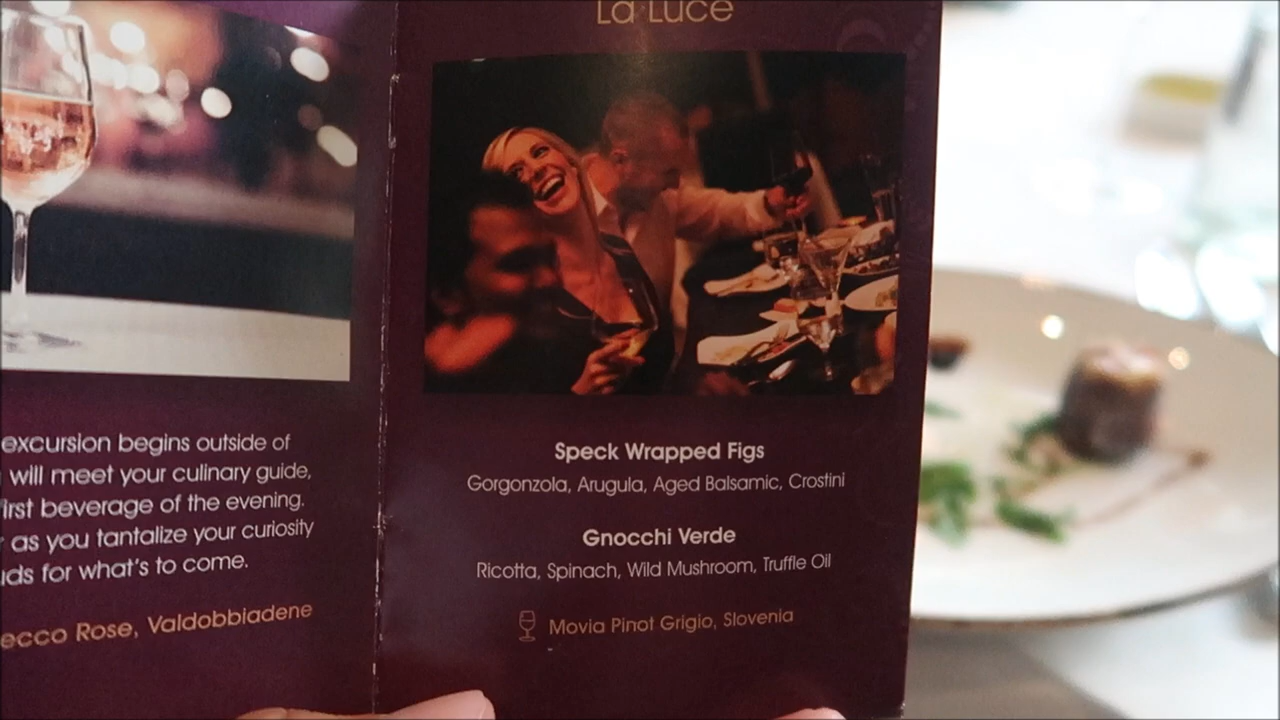 La Luce
excursion begins outside of
will meet your culinary guide,
first beverage of the evening.
as you tantalize your curiosity
for what's to come.
Rose, Valdobbiadene
Speck Wrapped Figs
Gorgonzola, Arugula, Aged Balsamic, Crostini
Gnocchi Verde
Ricotta, Spinach, Wild Mushroom, Truffle Oil
Movia Pinot Grigio, Slovenia